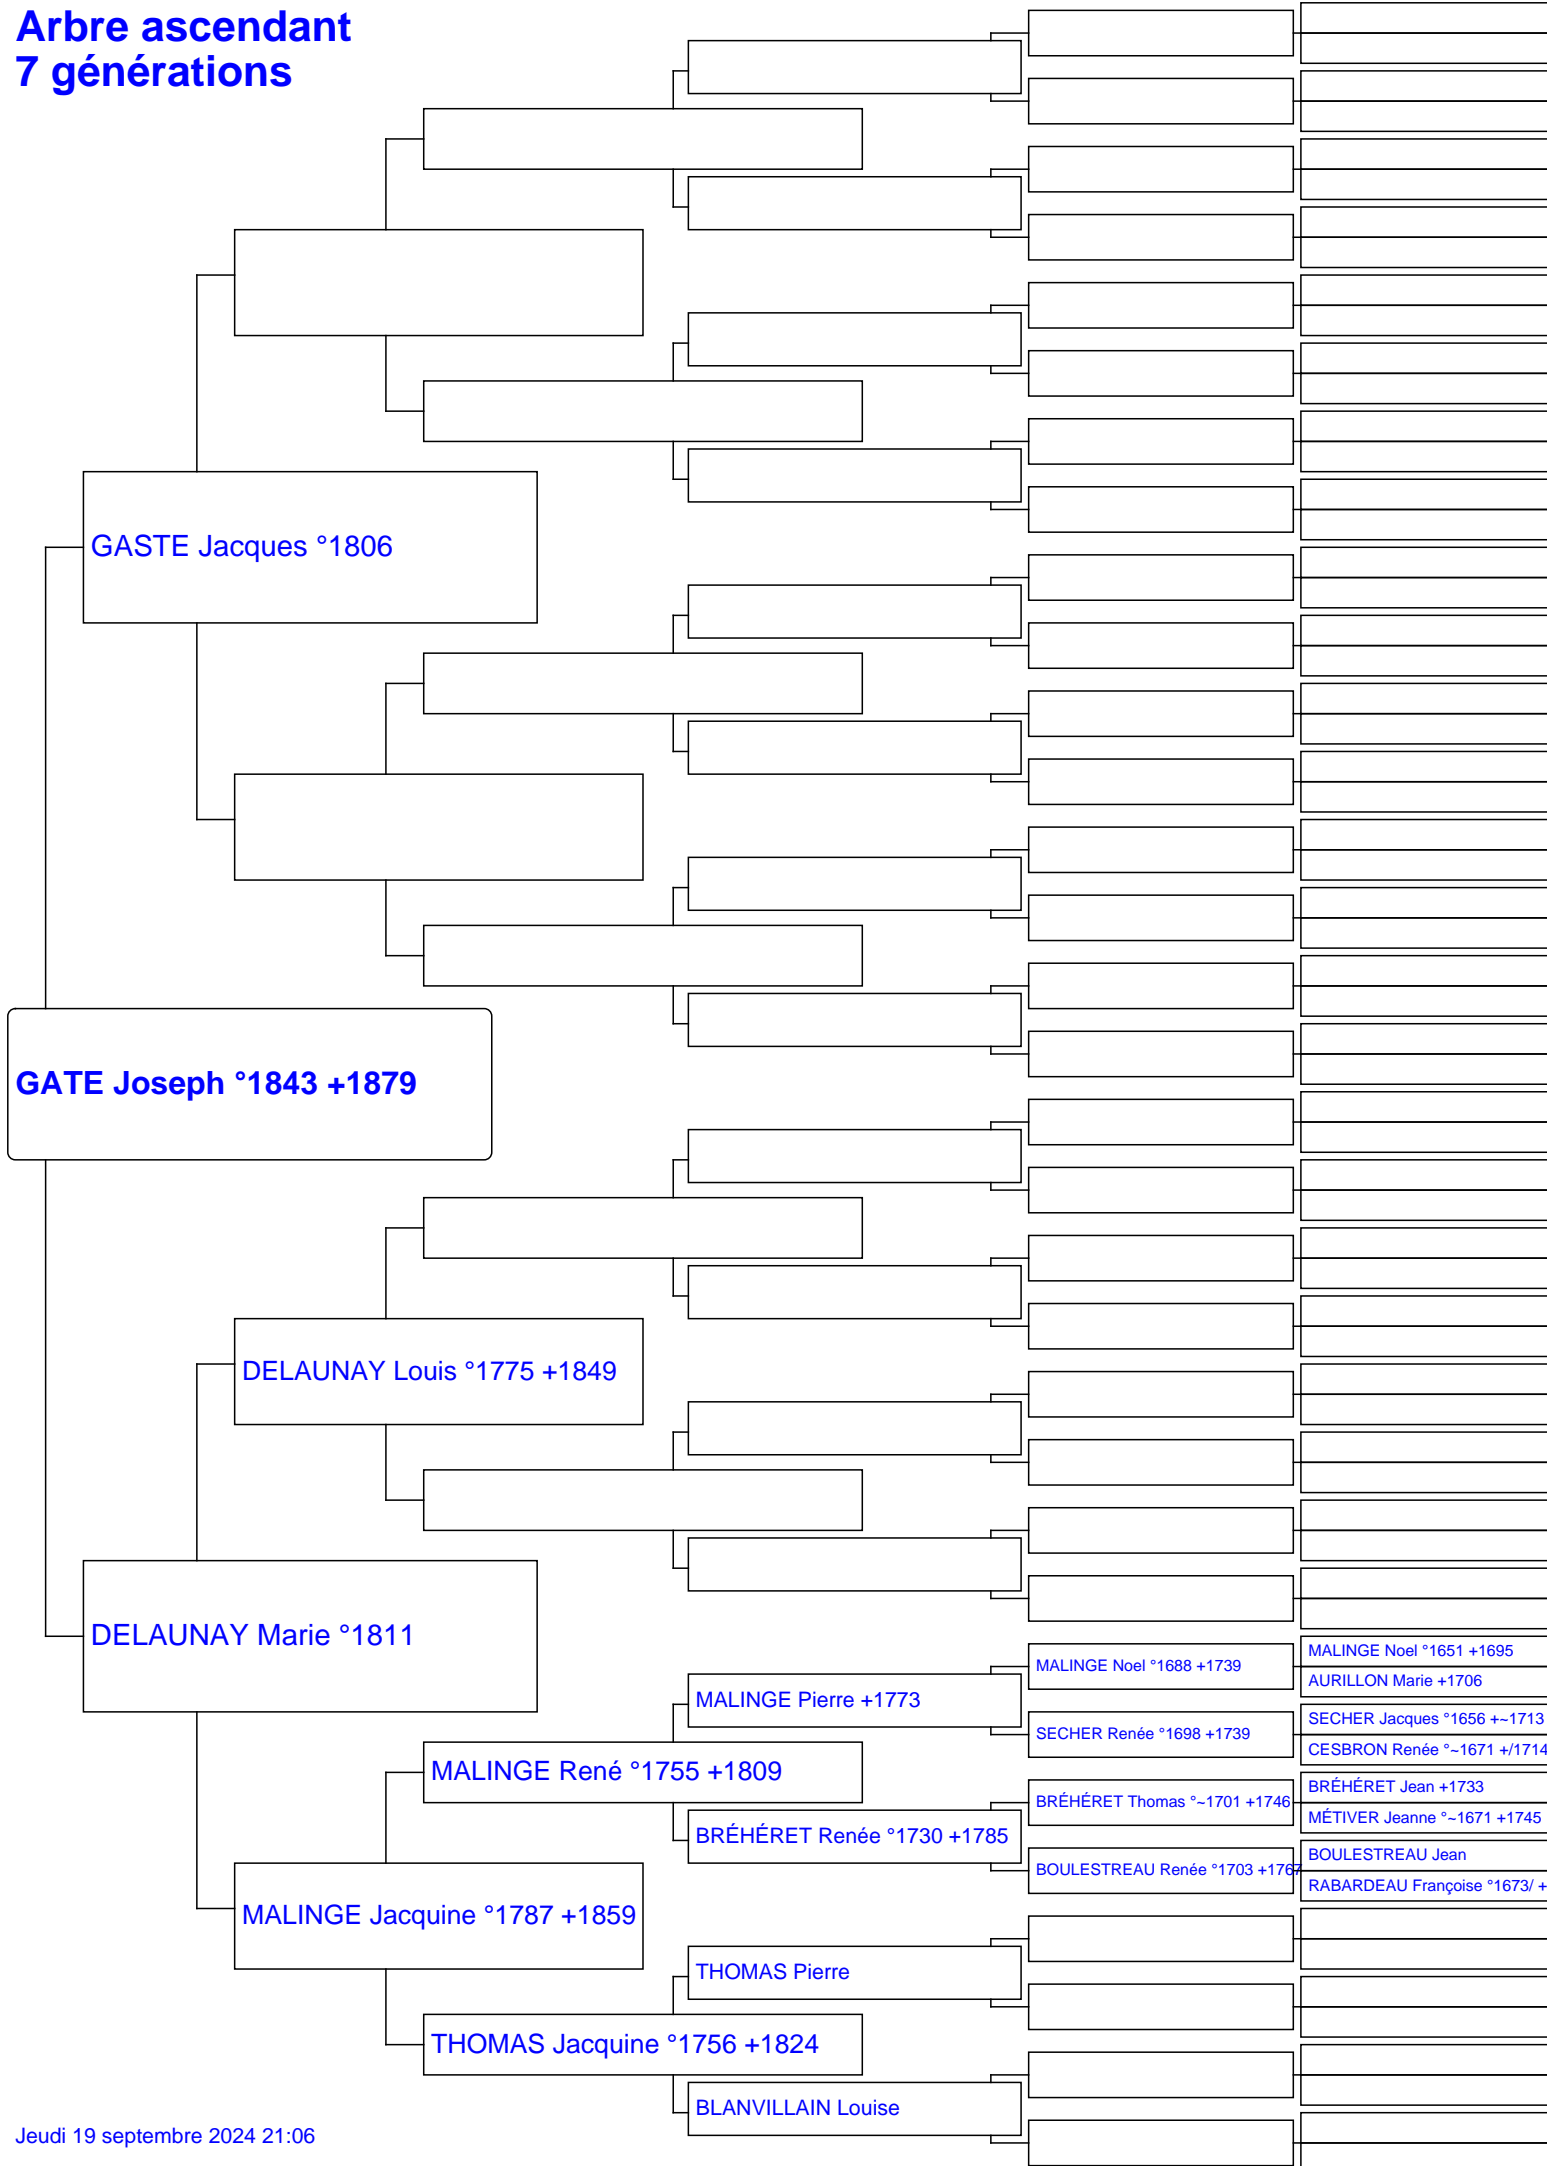 Arbre ascendant
7 générations
GASTE Jacques °1806
GATE Joseph °1843 +1879
DELAUNAY Louis °1775 +1849
DELAUNAY Marie °1811
MALINGE Noel °1651 +1695
MALINGE Noel °1688 +1739
AURILLON Marie +1706
MALINGE Pierre +1773
SECHER Jacques °1656 +~1713
SECHER Renée °1698 +1739
CESBRON Renée °~1671 +/1714
MALINGE René °1755 +1809
BRÉHÉRET Jean +1733
BRÉHÉRET Thomas °~1701 +1746
MÉTIVER Jeanne °~1671 +1745
BRÉHÉRET Renée °1730 +1785
BOULESTREAU Jean
BOULESTREAU Renée °1703 +1767
RABARDEAU Françoise °1673/ +
MALINGE Jacquine °1787 +1859
THOMAS Pierre
THOMAS Jacquine °1756 +1824
BLANVILLAIN Louise
Jeudi 19 septembre 2024 21:06